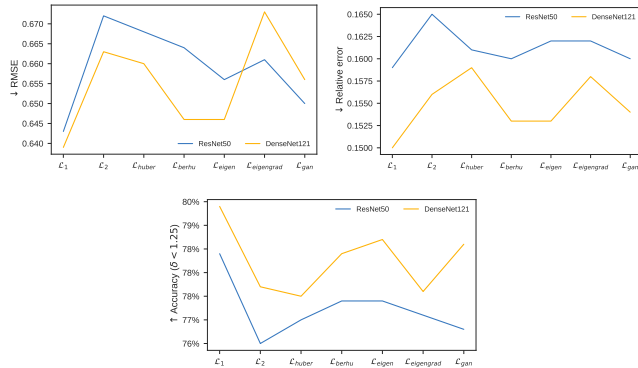 ↓ RMSE
0.670
0.665
0.660
0.655
0.650
0.645
0.640
ResNet50 DenseNet121
ℒ₁ ℒ₂ ℒhuber ℒberhu ℒeigen ℒeigengrad ℒgan
↓ Relative error
0.1650
0.1625
0.1600
0.1575
0.1550
0.1525
0.1500
ResNet50 DenseNet121
ℒ₁ ℒ₂ ℒhuber ℒberhu ℒeigen ℒeigengrad ℒgan
↑ Accuracy (δ < 1.25)
80%
79%
78%
78%
77%
77%
76%
ResNet50 DenseNet121
ℒ₁ ℒ₂ ℒhuber ℒberhu ℒeigen ℒeigengrad ℒgan